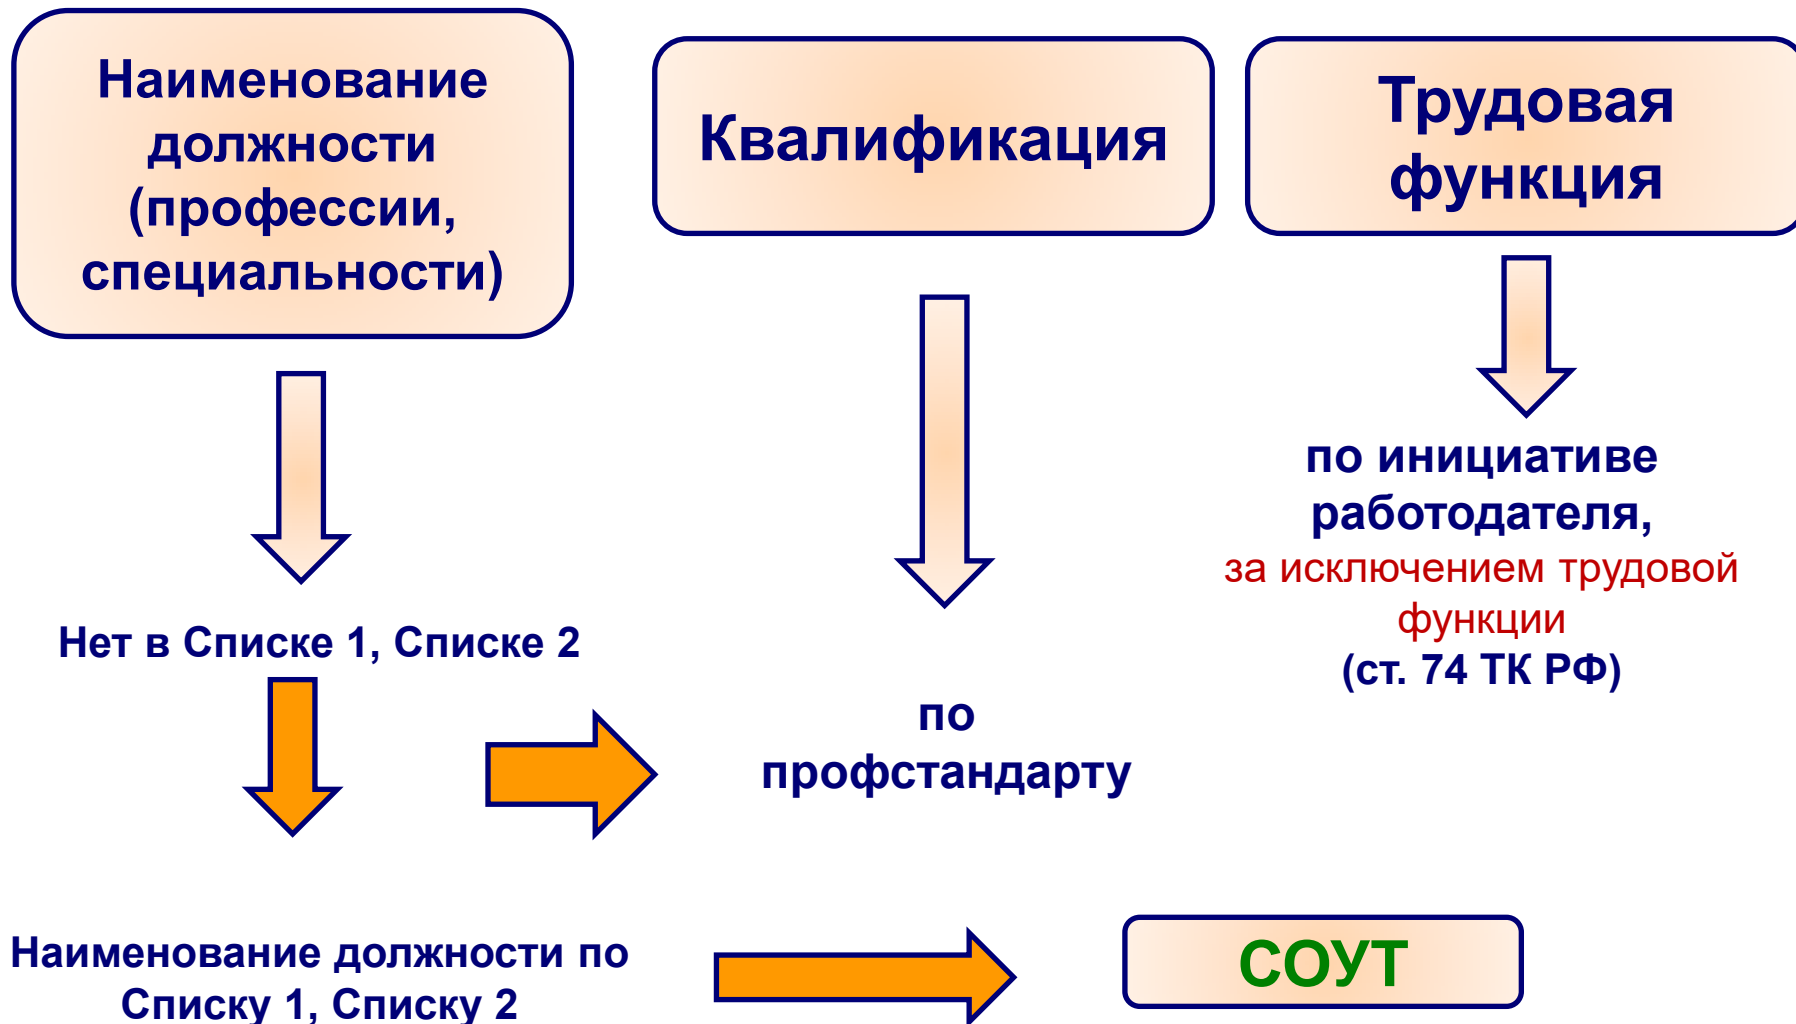 Наименование
должности
(профессии,
специальности)
Квалификация
Трудовая
функция
по инициативе
работодателя,
за исключением трудовой
функции
(ст. 74 ТК РФ)
Нет в Списке 1, Списке 2
по
профстандарту
Наименование должности по
Списку 1, Списку 2
СОУТ